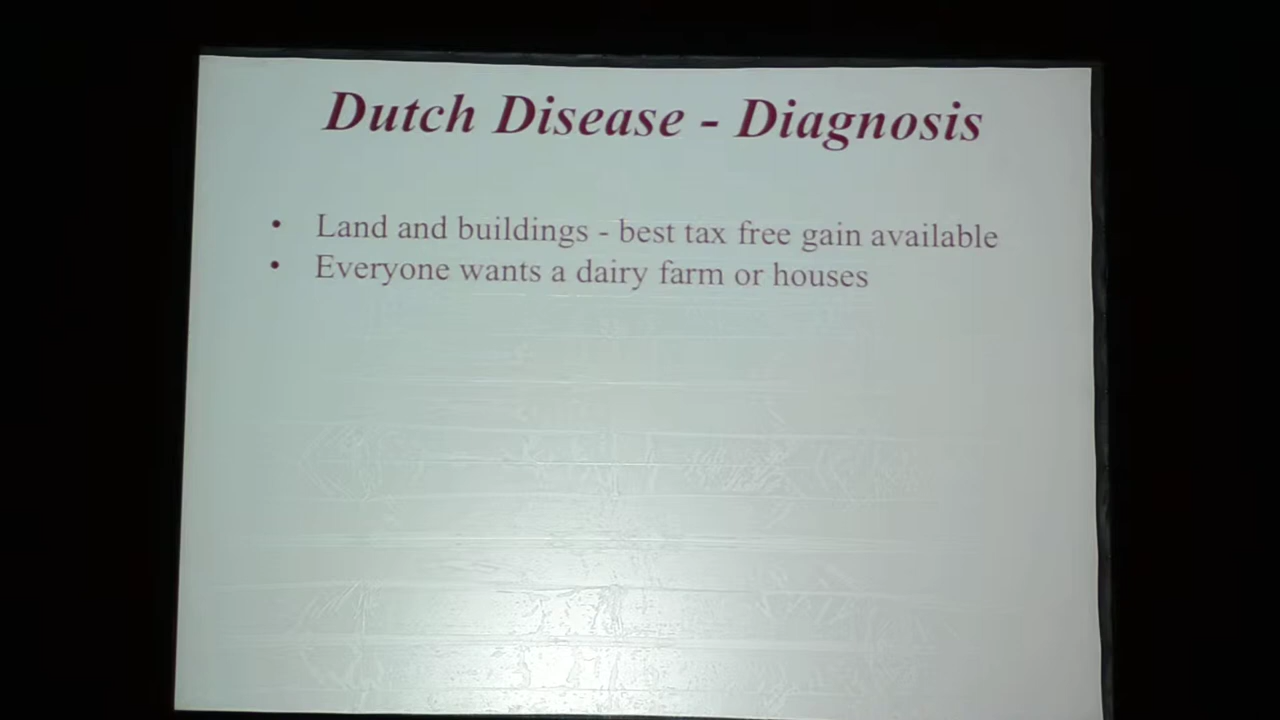 Dutch Disease - Diagnosis
• Land and buildings - best tax free gain available
• Everyone wants a dairy farm or houses